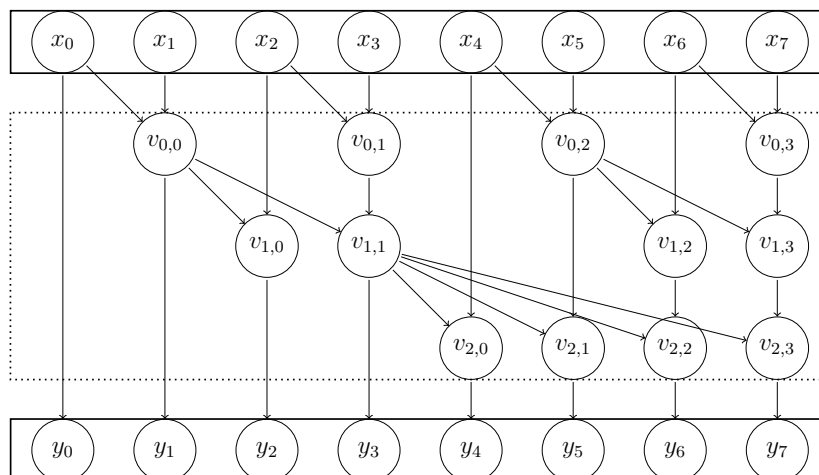 x₀ x₁ x₂ x₃ x₄ x₅ x₆ x₇
v₀,₀ v₀,₁ v₀,₂ v₀,₃
v₁,₀ v₁,₁ v₁,₂ v₁,₃
v₂,₀ v₂,₁ v₂,₂ v₂,₃
y₀ y₁ y₂ y₃ y₄ y₅ y₆ y₇